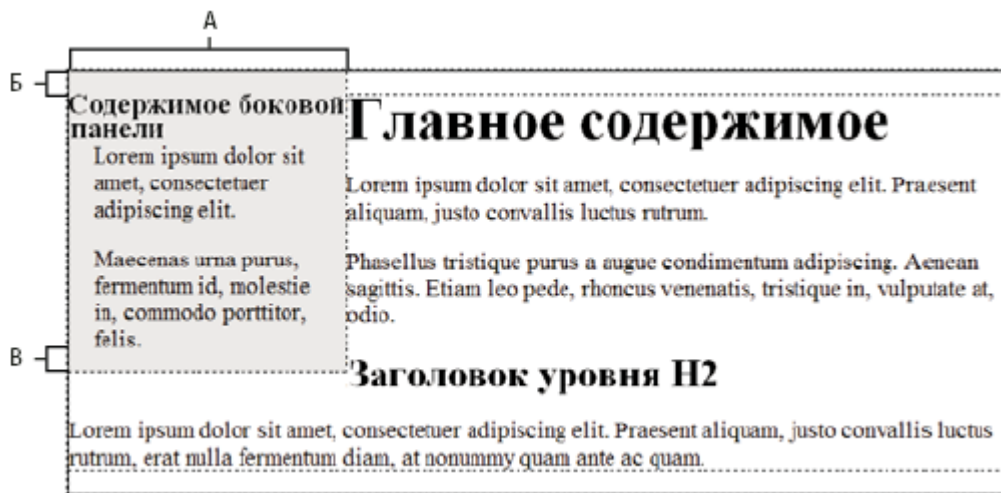 А
Б
Содержимое боковой
панели
Lorem ipsum dolor sit
amet, consectetuer
adipiscing elit.
Maecenas urna purus,
fermentum id, molestie
in, commodo porttitor,
felis.
В
Главное содержимое
Lorem ipsum dolor sit amet, consectetuer adipiscing elit. Praesent
aliquam, justo convallis luctus rutrum.
Phasellus tristique purus a augue condimentum adipiscing. Aenean
sagittis. Etiam leo pede, rhoncus venenatis, tristique in, vulputate at,
odio.
Заголовок уровня H2
Lorem ipsum dolor sit amet, consectetuer adipiscing elit. Praesent aliquam, justo convallis luctus
rutrum, erat nulla fermentum diam, at nonummy quam ante ac quam.